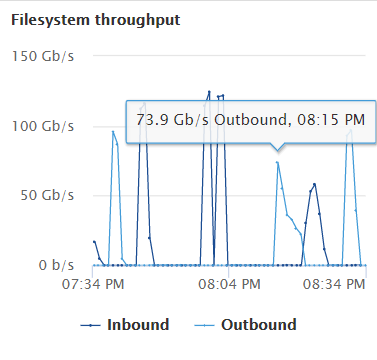 Filesystem throughput
150 Gb/s
73.9 Gb/s Outbound, 08:15 PM
100 Gb/s
50 Gb/s
0 b/s
07:34 PM 08:04 PM 08:34 PM
Inbound Outbound